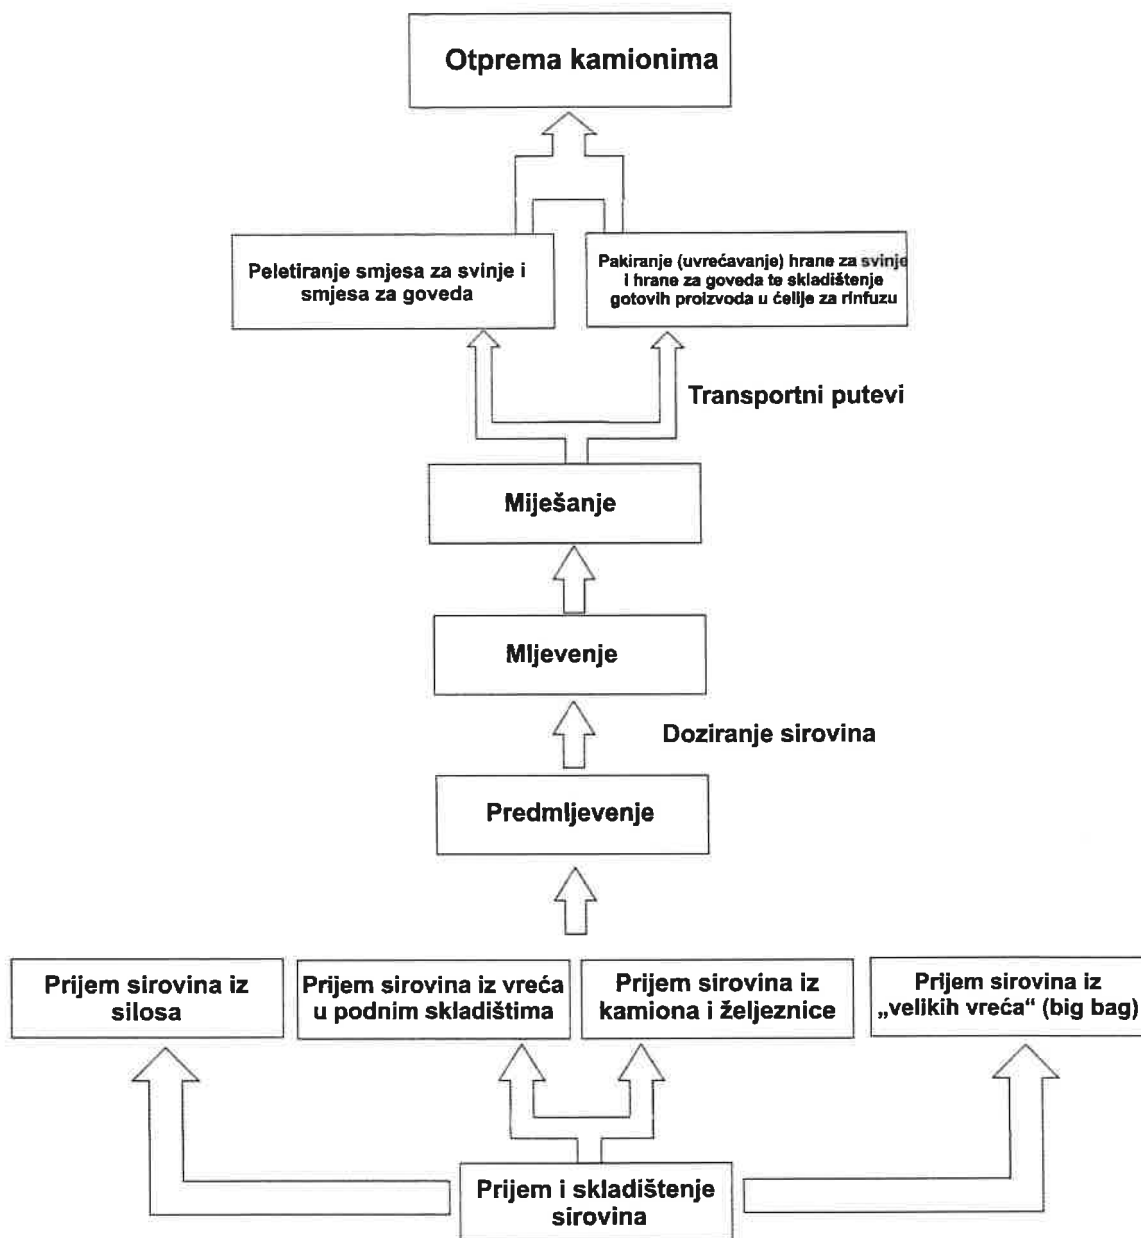 Otprema kamionima
Peletiranje smjesa za svinje i
smjesa za goveda
Pakiranje (uvrećavanje) hrane za svinje
i hrane za goveda te skladištenje
gotovih proizvoda u ćelije za rinfuzu
Transportni putevi
Miješanje
Mljevenje
Doziranje sirovina
Predmljevenje
Prijem sirovina iz
silosa
Prijem sirovina iz vreća
u podnim skladištima
Prijem sirovina iz
kamiona i željeznice
Prijem sirovina iz
„velikih vreća“ (big bag)
Prijem i skladištenje
sirovina